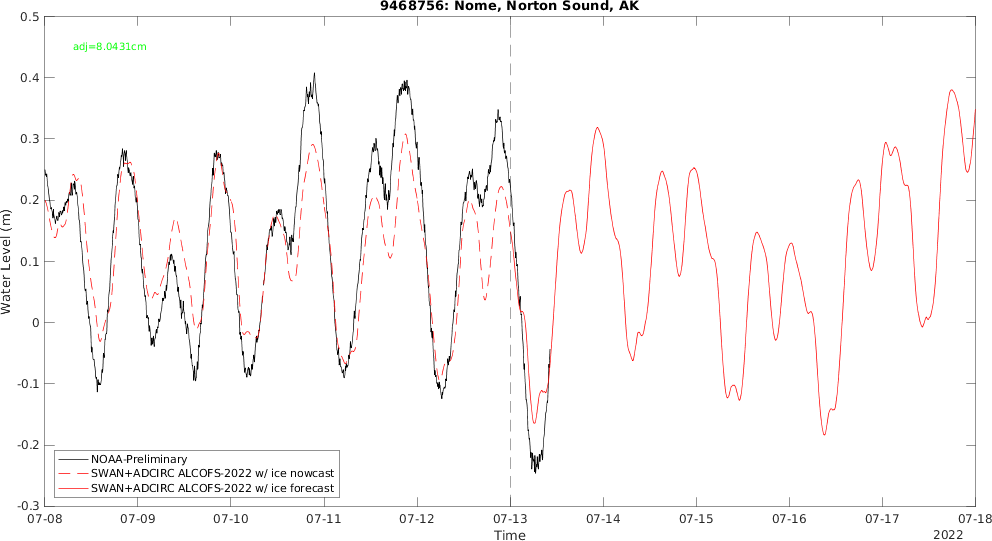 9468756: Nome, Norton Sound, AK
adj=8.0431cm
0.5
0.4
0.3
0.2
0.1
0
-0.1
-0.2
-0.3
Water Level (m)
NOAA-Preliminary
SWAN+ADCIRC ALCOFS-2022 w/ ice nowcast
SWAN+ADCIRC ALCOFS-2022 w/ ice forecast
07-08 07-09 07-10 07-11 07-12 07-13 07-14 07-15 07-16 07-17 07-18
Time
2022